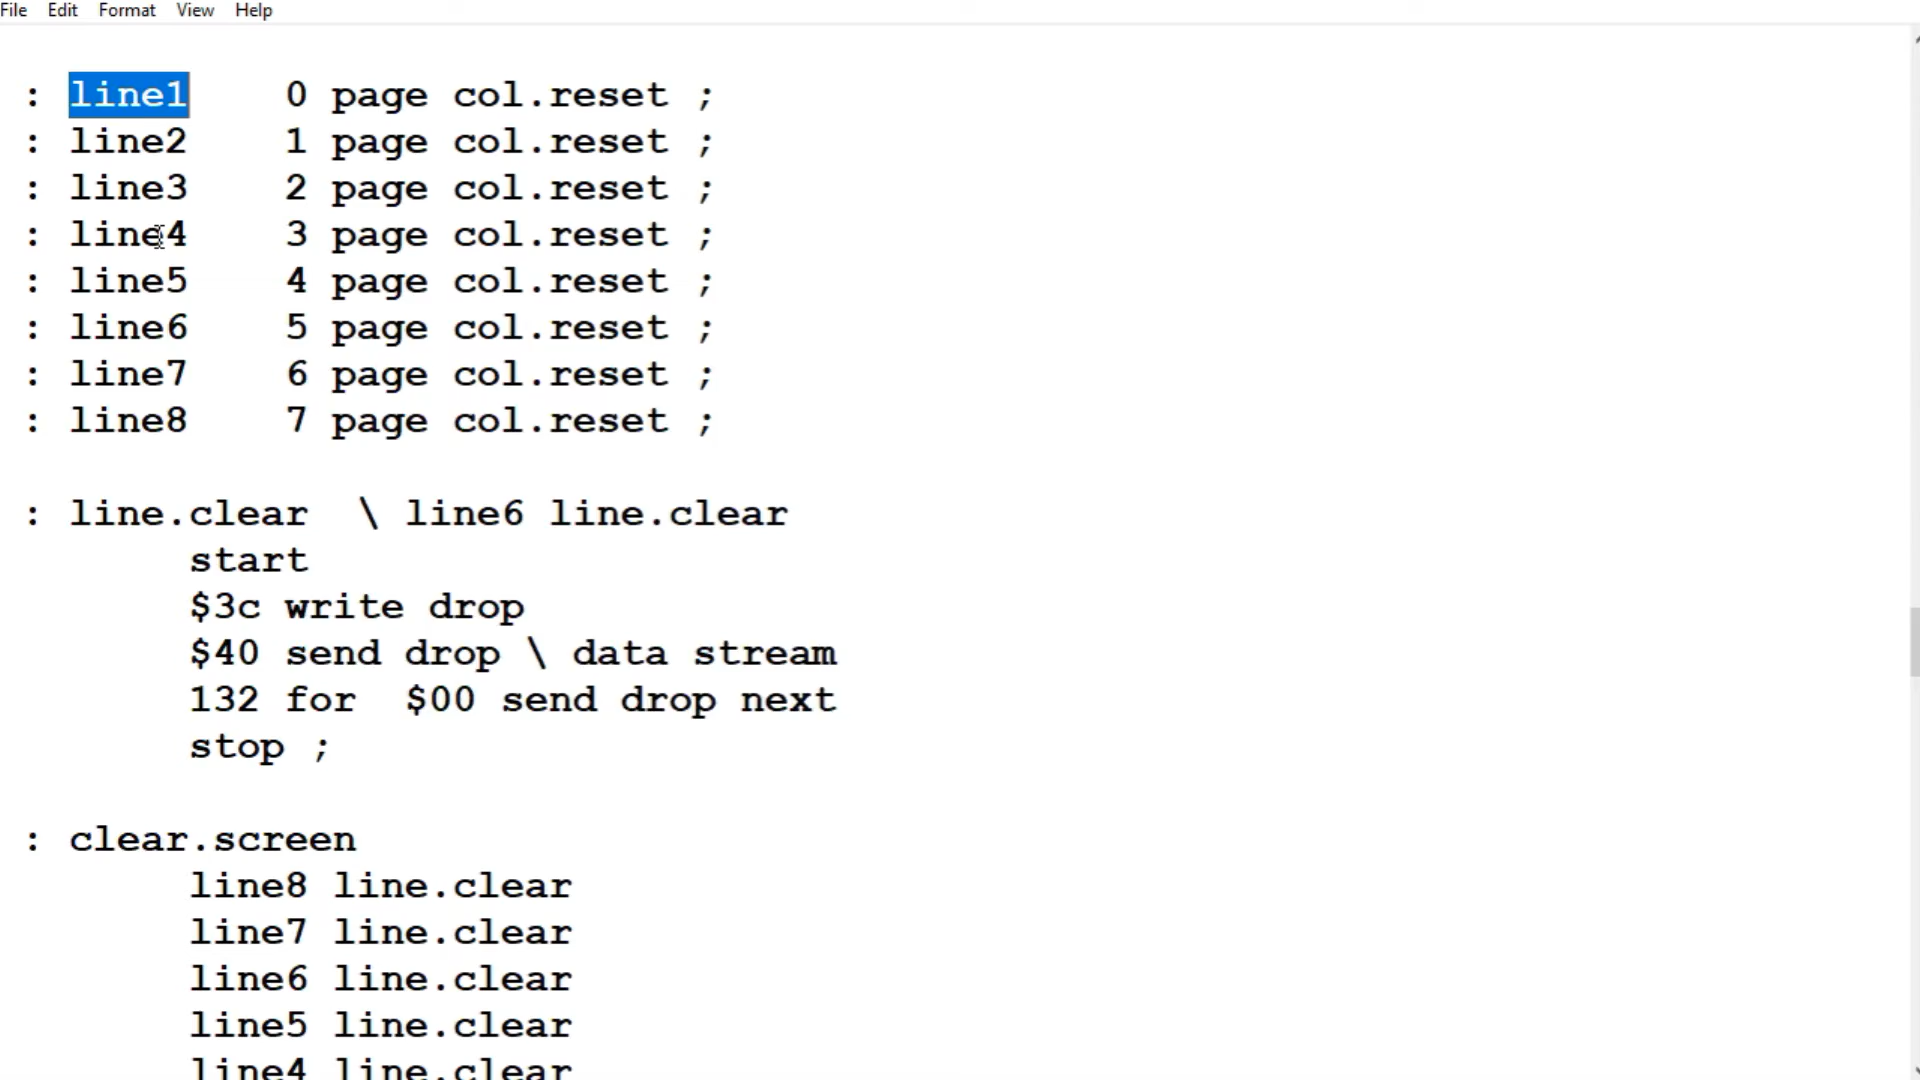 File Edit Format View Help
: line1    0 page col.reset ;
: line2    1 page col.reset ;
: line3    2 page col.reset ;
: line4    3 page col.reset ;
: line5    4 page col.reset ;
: line6    5 page col.reset ;
: line7    6 page col.reset ;
: line8    7 page col.reset ;
: line.clear  \ line6 line.clear
start
$3c write drop
$40 send drop \ data stream
132 for  $00 send drop next
stop ;
: clear.screen
line8 line.clear
line7 line.clear
line6 line.clear
line5 line.clear
line4 line.clear